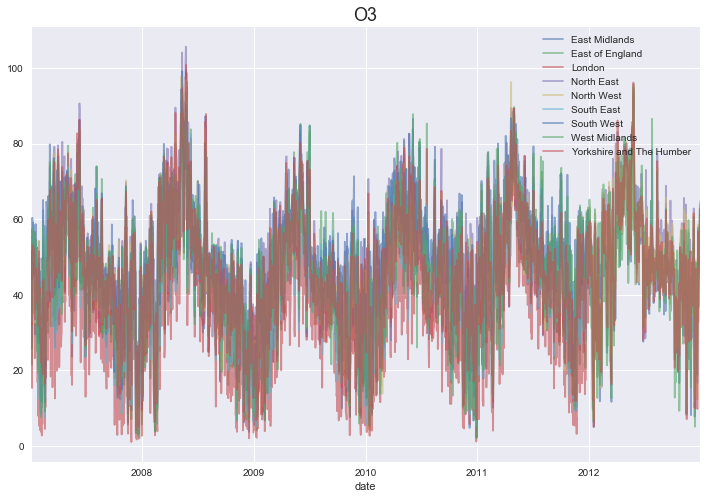 O3
East Midlands
East of England
London
North East
North West
South East
South West
West Midlands
Yorkshire and The Humber
100
80
60
40
20
0
2008 2009 2010 2011 2012
date